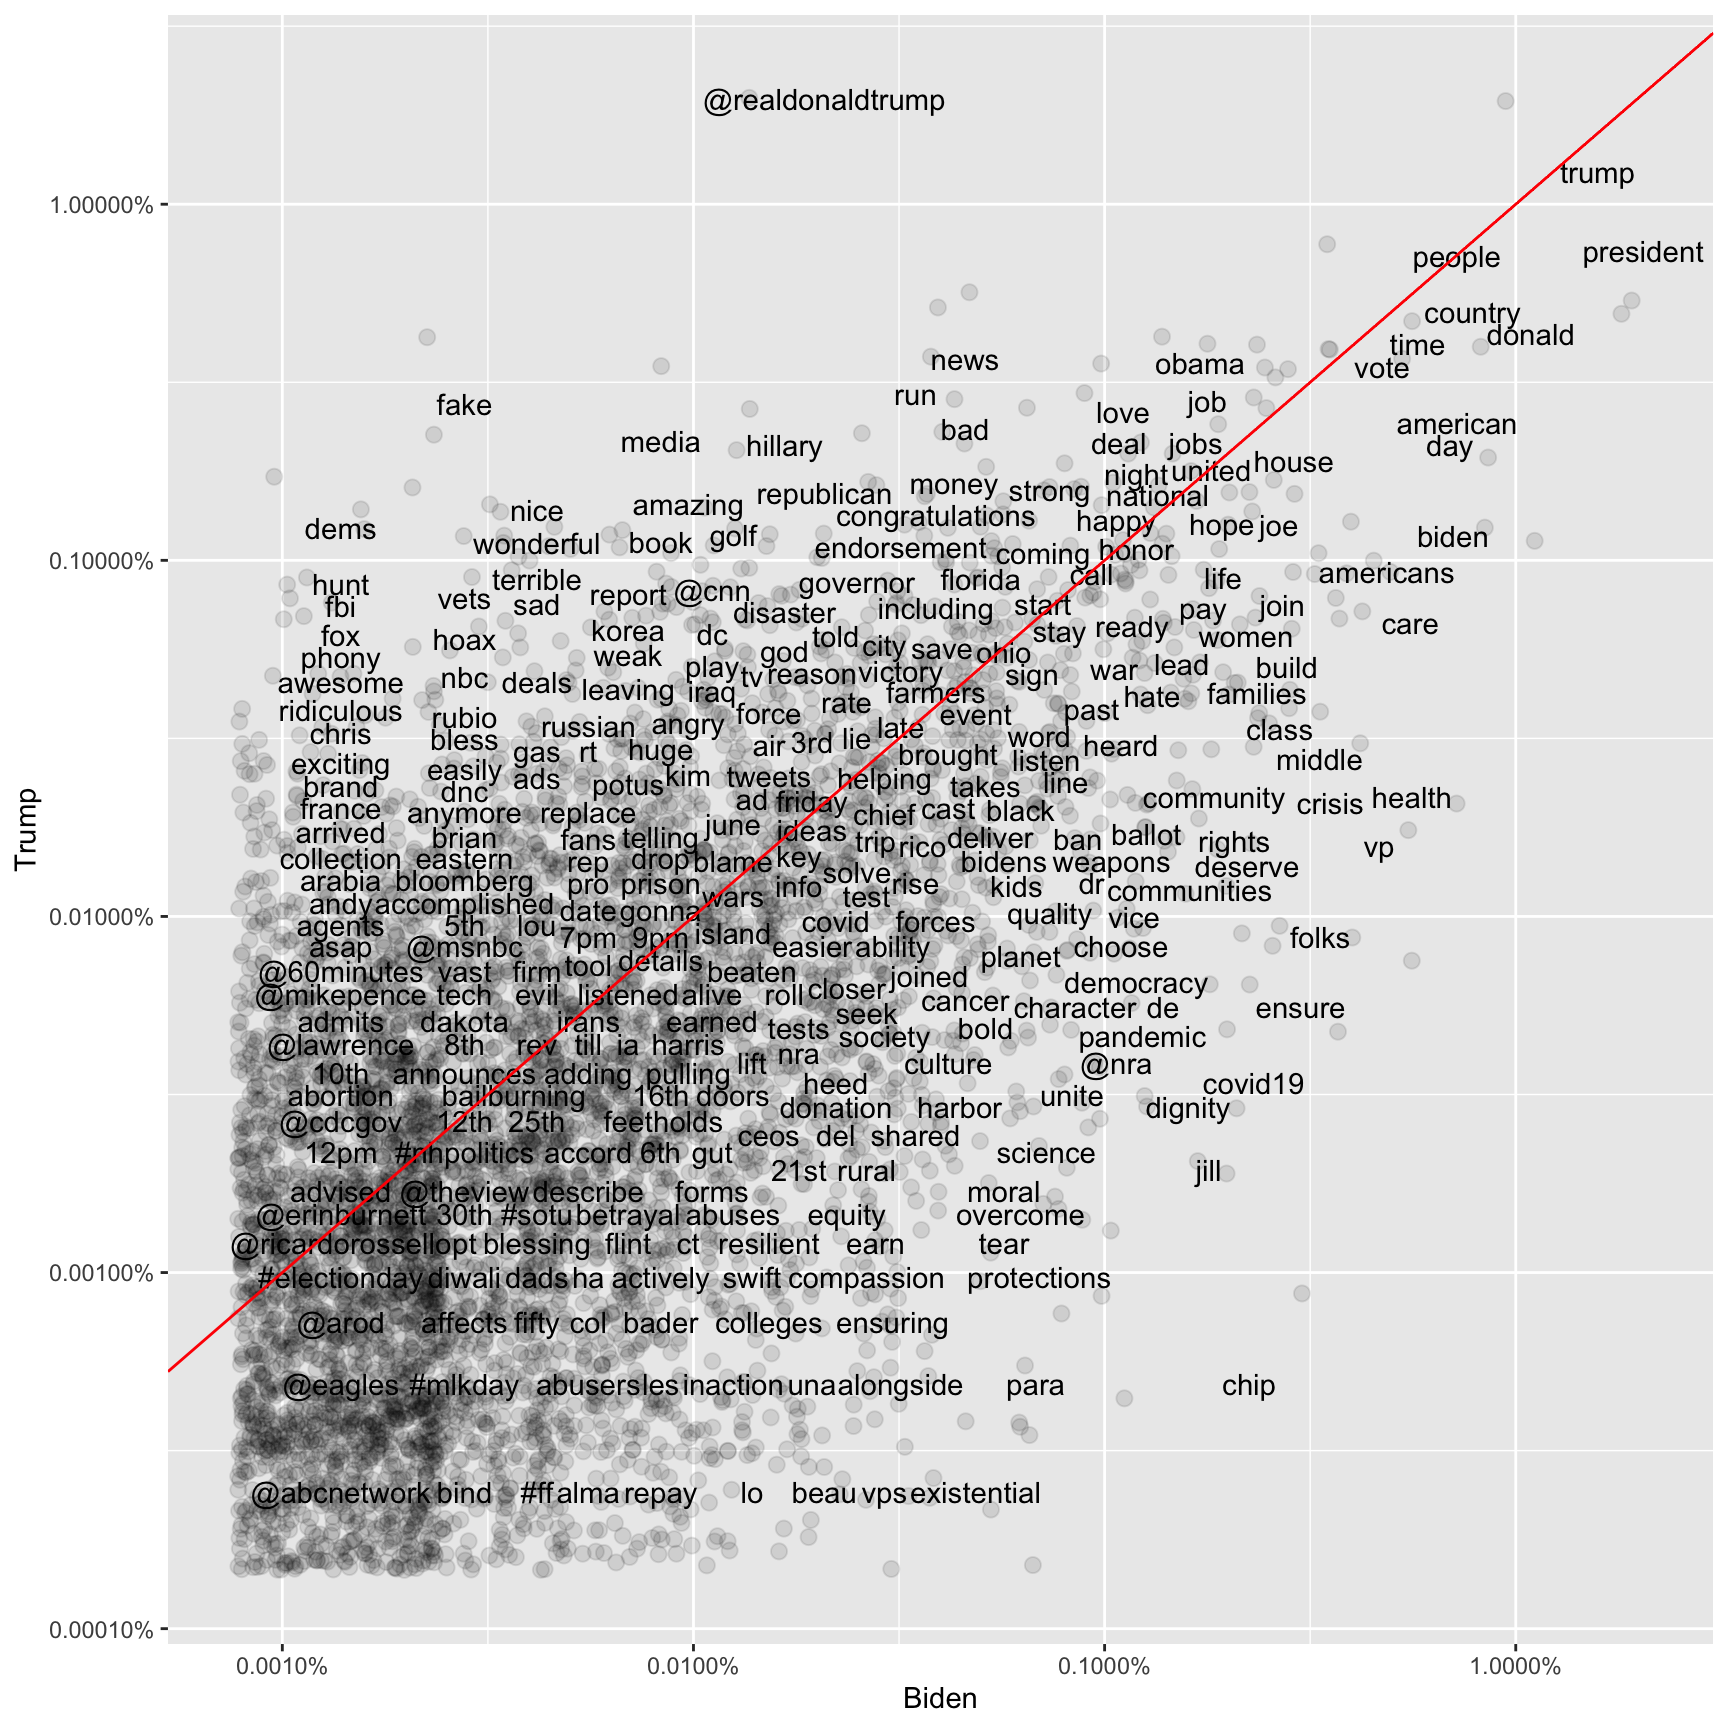 @realdonaldtrump
1.00000%
trump
people president
country
donald
time
news obama vote
run job
fake love american
bad
media hillary deal jobs day
house
night united
money
republican strong national
amazing
nice congratulations happy hope joe
dems
golf biden
wonderful book endorsement coming honor
0.10000%
hunt terrible @cnn governor florida call life americans
fbi vets sad report disaster including start pay join
fox hoax korea dc told stay ready women care
phony weak god city save ohio
nbc play tv reason victory sign war lead build
awesome deals leaving iraq farmers hate families
ridiculous rubio force rate event past
chris russian angry late class
bless air 3rd lie word heard
exciting gas rt huge brought listen middle
easily ads kim tweets helping
brand dnc potus takes line
france anymore replace ad friday chief cast black community crisis health
arrived brian fans telling june ideas trip rico deliver ban ballot rights vp
collection eastern rep drop blame key bidens weapons deserve
arabia bloomberg pro prison info solve rise kids dr communities
andy accomplished date gonna wars test
0.01000%
agents 5th lou 7pm 9pm island covid forces quality vice
asap @msnbc easier ability choose folks
@60minutes vast firm tool details beaten joined planet
@mikepence tech evil listened alive roll closer cancer democracy
admits dakota irans earned tests seek bold character de ensure
@lawrence 8th rev till ia harris nra society pandemic
10th announces adding pulling lift heed culture @nra covid19
abortion bail burning 16th doors donation harbor unite dignity
@cdcgov 12th 25th feet holds ceos del shared
12pm #nhpolitics accord 6th gut 21st rural science jill
advised @theview describe forms moral
@erinburnett 30th #sotu betrayal abuses equity overcome
@ricardorossellopt blessing flint ct resilient earn tear
0.00100%
#electionday diwali dads ha actively swift compassion protections
@arod affects fifty col bader colleges ensuring
@eagles #mlkday abusers les inaction una alongside para chip
@abcnetwork bind #ff alma repay lo beau vps existential
0.00010%
0.0010% 0.0100% 0.1000% 1.0000%
Biden
Trump